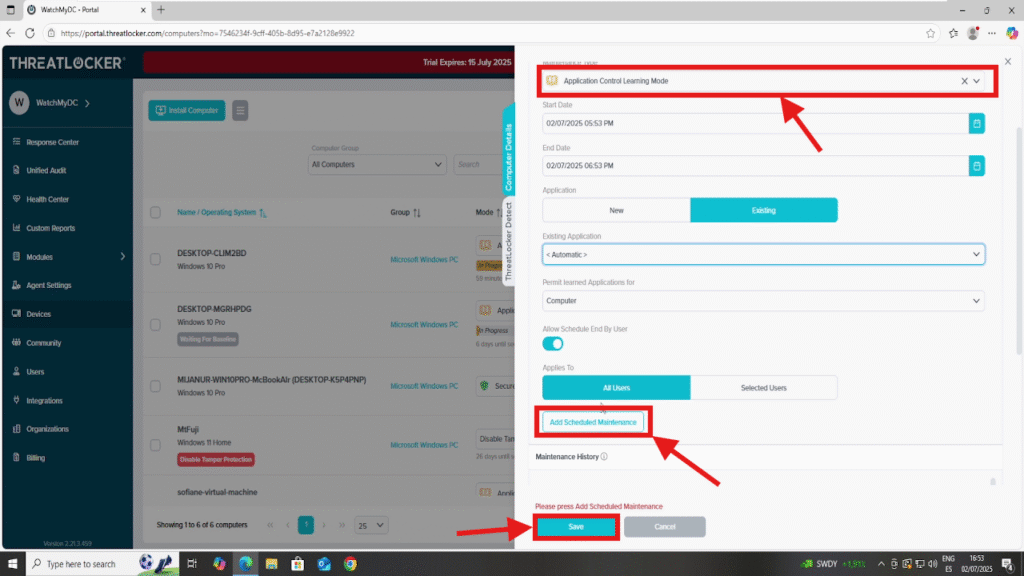 WatchMyDC - Portal
https://portal.threatlocker.com/computers?mo=7546234f-9cff-405b-8d95-e7a2128e9922
THREATLOCKER
Trial Expires: 15 July 2025
W WatchMyDC
Response Center
Unified Audit
Health Center
Custom Reports
Modules
Agent Settings
Devices
Community
Users
Integrations
Organizations
Billing
Version 2.21.3.459
Install Computer
Computer Group
All Computers
Search
Name / Operating System
Group
Mode
DESKTOP-CLIM2BD
Windows 10 Pro
Microsoft Windows PC
A
In Progress
59 minute
DESKTOP-MGRHPDG
Windows 10 Pro
Waiting For Baseline
Microsoft Windows PC
Appli
In Progress
6 days until se
MIJANUR-WIN10PRO-McBookAIr (DESKTOP-K5P4PNP)
Windows 10 Pro
Microsoft Windows PC
Secure
MtFuji
Windows 11 Home
Disable Tamper Protection
Microsoft Windows PC
Disable Tam
26 days until s
sofiane-virtual-machine
Applic
Showing 1 to 6 of 6 computers
1
25
Computer Details
ThreatLocker Detect
Application Control Learning Mode
Start Date
02/07/2025 05:53 PM
End Date
02/07/2025 06:53 PM
Application
New
Existing
Existing Application
< Automatic >
Permit learned Applications for
Computer
Allow Schedule End By User
Applies To
All Users
Selected Users
Add Scheduled Maintenance
Maintenance History
Please press Add Scheduled Maintenance
Save
Cancel
Type here to search
SWDY +1,91%
ENG
ES
16:53
02/07/2025